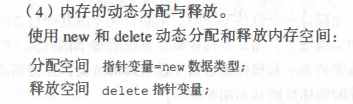 （4）内存的动态分配与释放。
使用 new 和 delete 动态分配和释放内存空间：
分配空间 指针变量=new 数据类型;
释放空间 delete 指针变量;